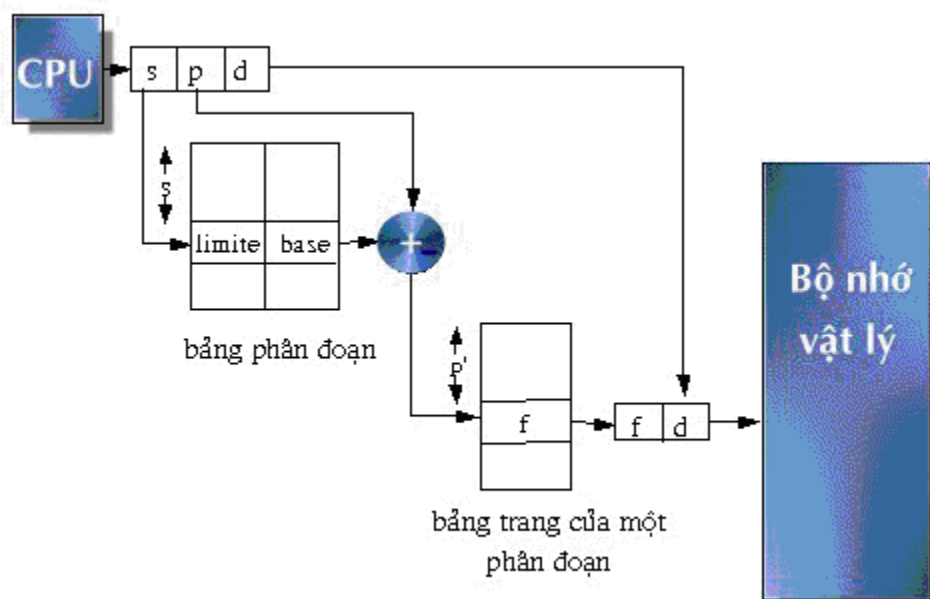 CPU
s p d
s
limite base
+
bảng phân đoạn
p'
f
f d
bảng trang của một
phân đoạn
Bộ nhớ
vật lý